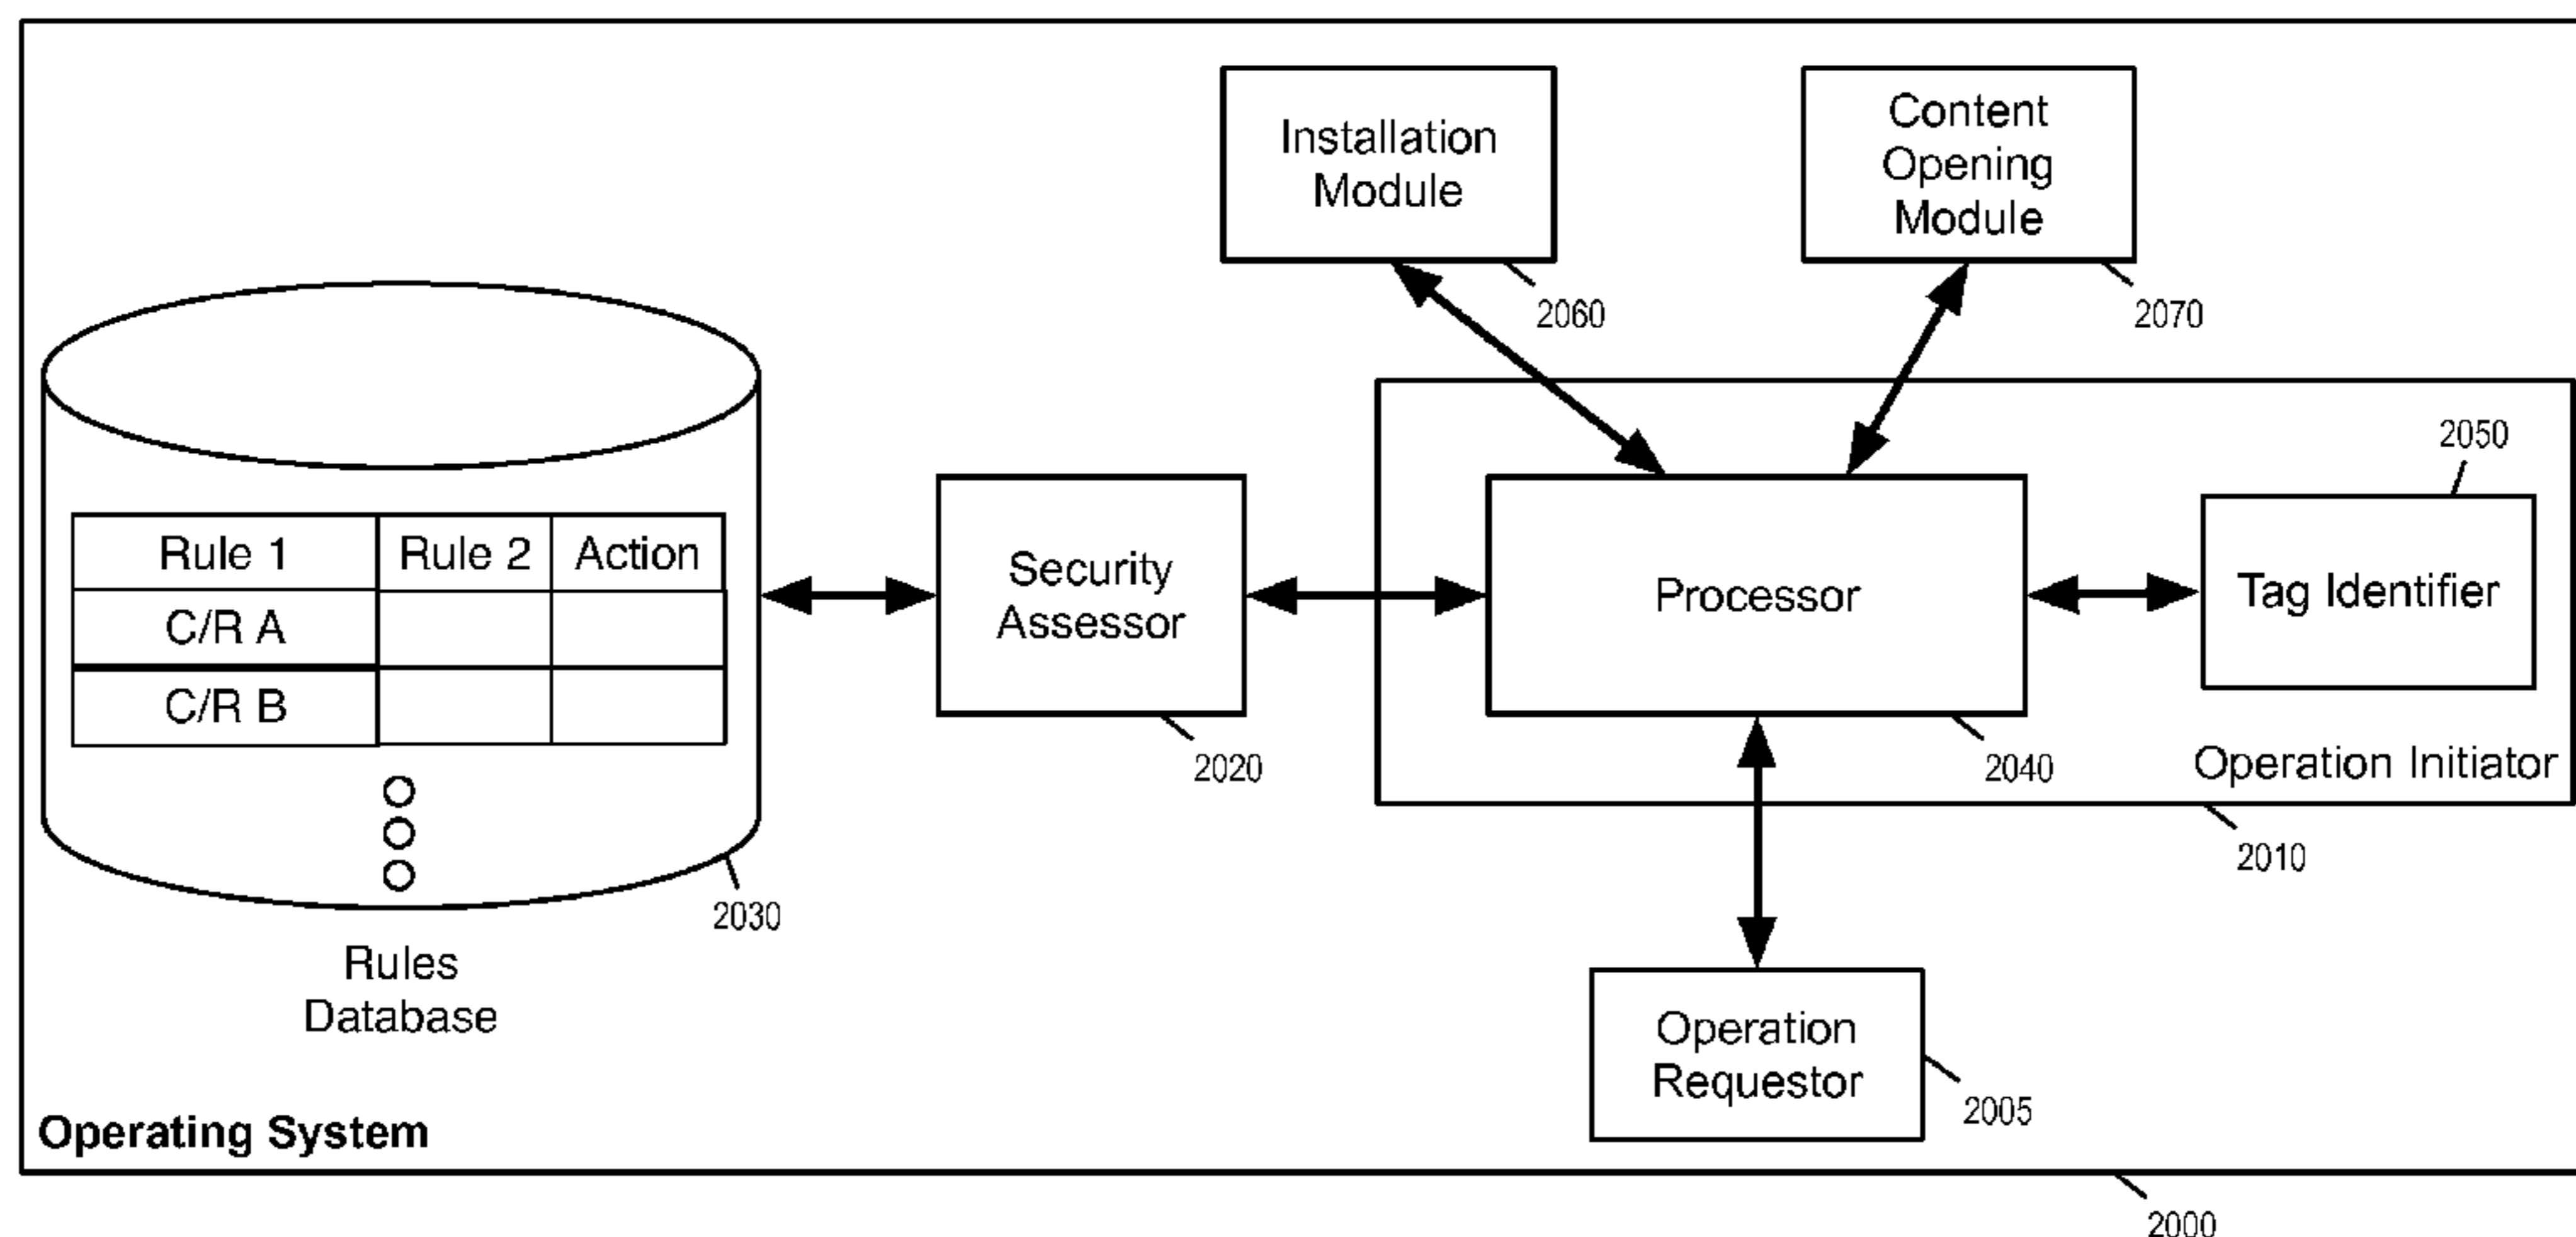 Installation
Module
2060
Content
Opening
Module
2070
Rule 1 Rule 2 Action
C/R A
C/R B
2030
Rules
Database
Security
Assessor
2020
Processor
2040
2050
Tag Identifier
Operation Initiator
2010
Operation
Requestor
2005
Operating System
2000